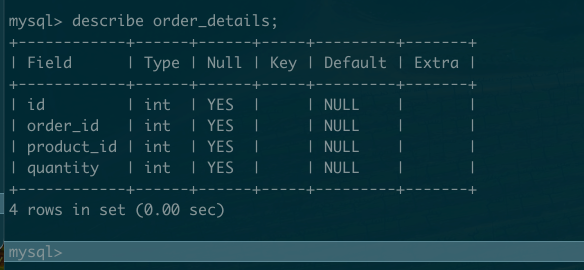 mysql> describe order_details;
+------------+------+------+-----+---------+-------+
| Field      | Type | Null | Key | Default | Extra |
+------------+------+------+-----+---------+-------+
| id         | int  | YES  |     | NULL    |       |
| order_id   | int  | YES  |     | NULL    |       |
| product_id | int  | YES  |     | NULL    |       |
| quantity   | int  | YES  |     | NULL    |       |
+------------+------+------+-----+---------+-------+
4 rows in set (0.00 sec)
mysql>